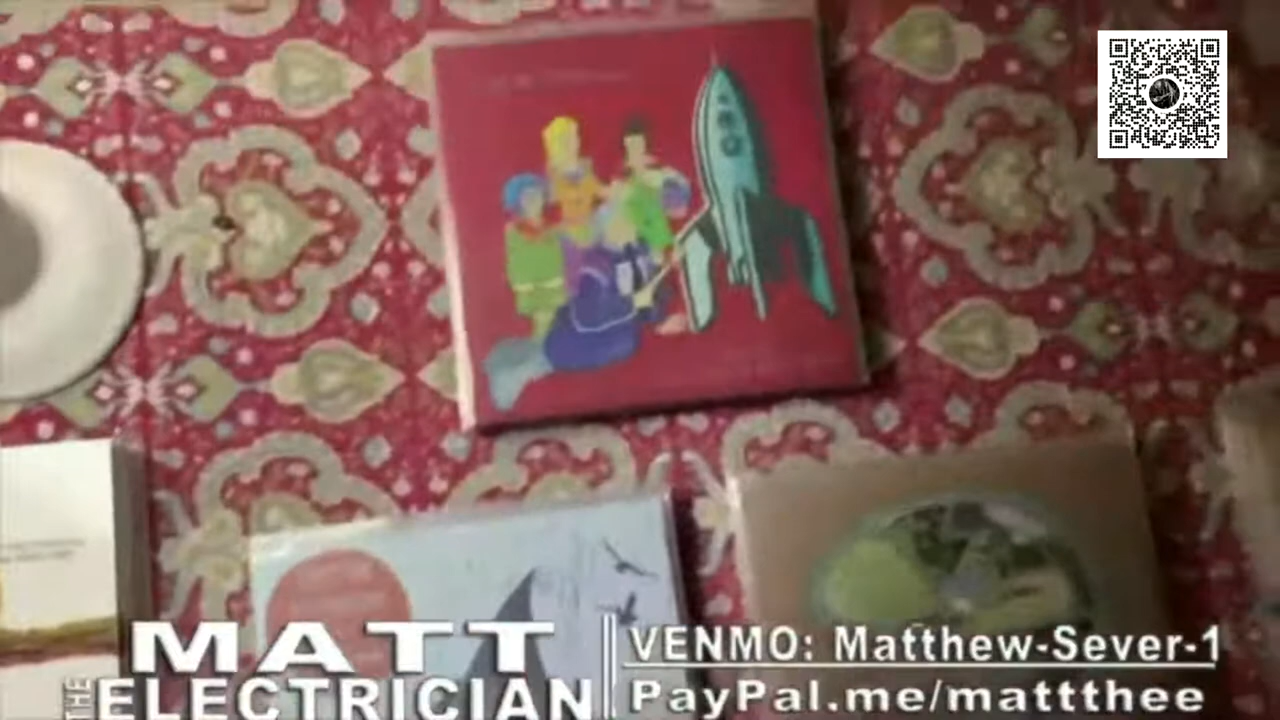 MATT
THE
ELECTRICIAN
VENMO: Matthew-Sever-1
PayPal.me/mattthee